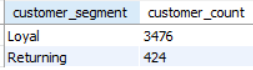 customer_segment customer_count
Loyal 3476
Returning 424